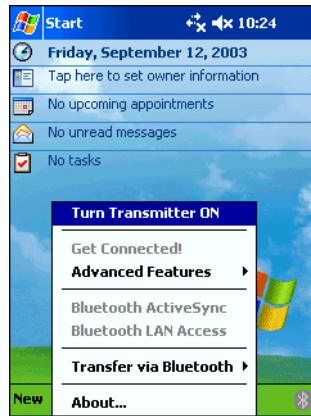 Start 10:24
Friday, September 12, 2003
Tap here to set owner information
No upcoming appointments
No unread messages
No tasks
Turn Transmitter ON
Get Connected!
Advanced Features
Bluetooth ActiveSync
Bluetooth LAN Access
Transfer via Bluetooth
About...
New